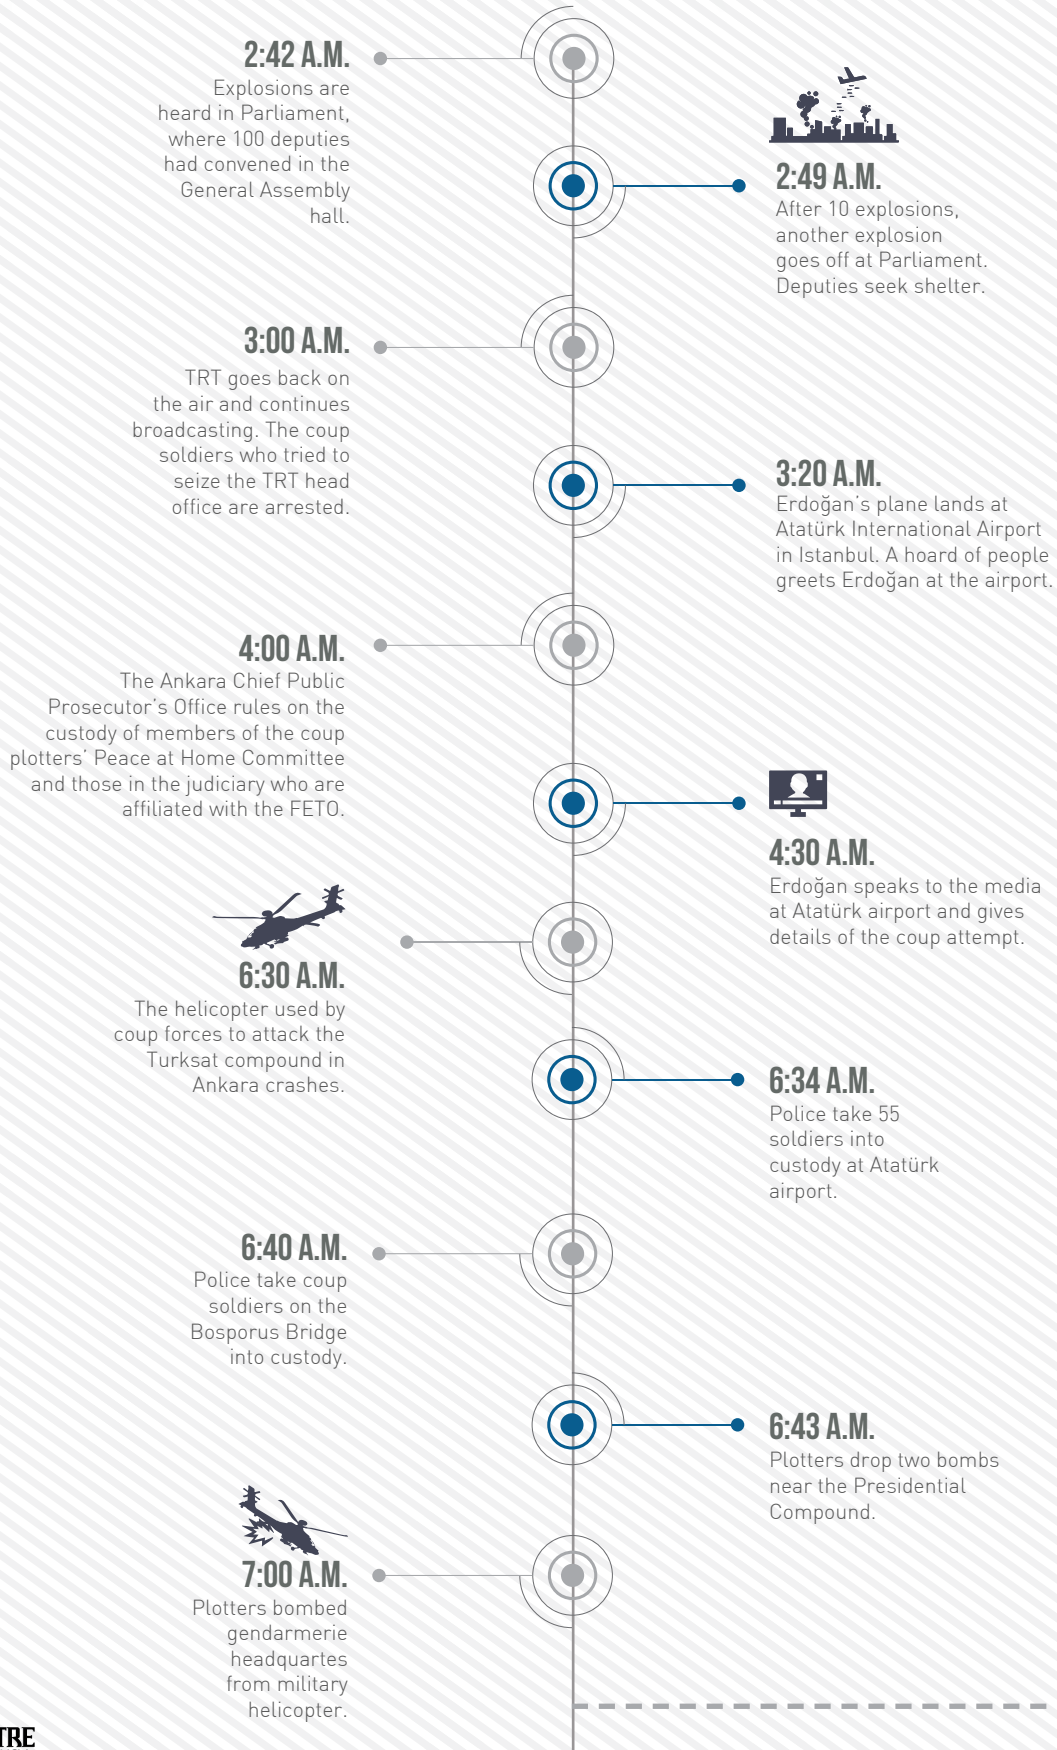 2:42 A.M.
Explosions are
heard in Parliament,
where 100 deputies
had convened in the
General Assembly
hall.
2:49 A.M.
After 10 explosions,
another explosion
goes off at Parliament.
Deputies seek shelter.
3:00 A.M.
TRT goes back on
the air and continues
broadcasting. The coup
soldiers who tried to
seize the TRT head
office are arrested.
3:20 A.M.
Erdoğan's plane lands at
Atatürk International Airport
in Istanbul. A hoard of people
greets Erdoğan at the airport.
4:00 A.M.
The Ankara Chief Public
Prosecutor's Office rules on the
custody of members of the coup
plotters' Peace at Home Committee
and those in the judiciary who are
affiliated with the FETO.
4:30 A.M.
Erdoğan speaks to the media
at Atatürk airport and gives
details of the coup attempt.
6:30 A.M.
The helicopter used by
coup forces to attack the
Turksat compound in
Ankara crashes.
6:34 A.M.
Police take 55
soldiers into
custody at Atatürk
airport.
6:40 A.M.
Police take coup
soldiers on the
Bosporus Bridge
into custody.
6:43 A.M.
Plotters drop two bombs
near the Presidential
Compound.
7:00 A.M.
Plotters bombed
gendarmerie
headquartes
from military
helicopter.
TRE